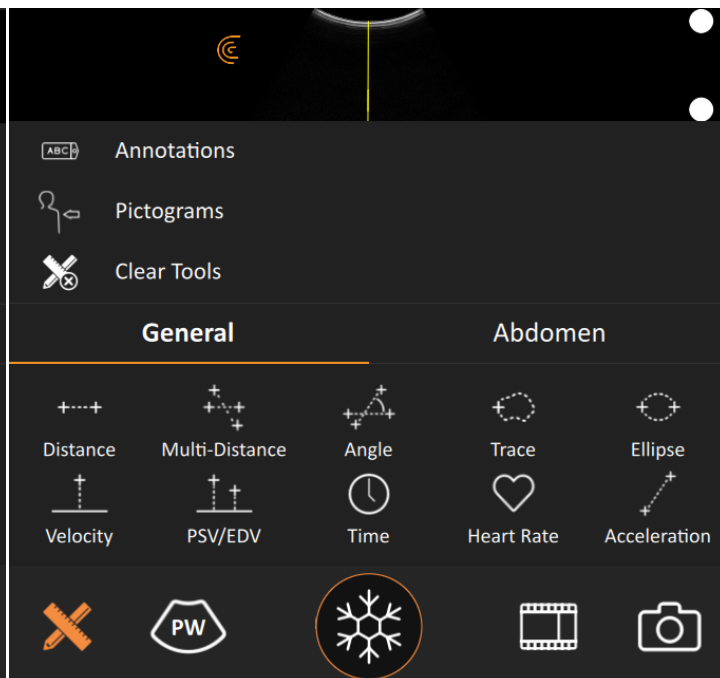 ABC
Annotations
Pictograms
Clear Tools
General Abdomen
Distance Multi-Distance Angle Trace Ellipse
Velocity PSV/EDV Time Heart Rate Acceleration
PW